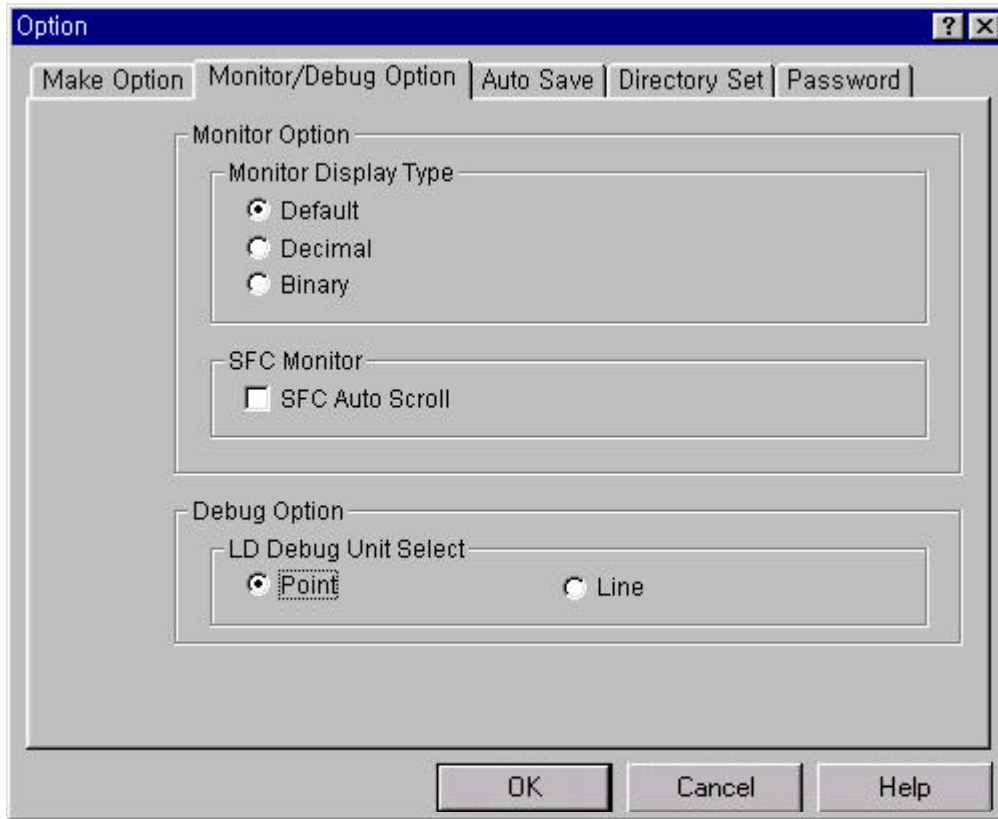 Option
Make Option Monitor/Debug Option Auto Save Directory Set Password
Monitor Option
Monitor Display Type
Default
Decimal
Binary
SFC Monitor
SFC Auto Scroll
Debug Option
LD Debug Unit Select
Point Line
OK Cancel Help